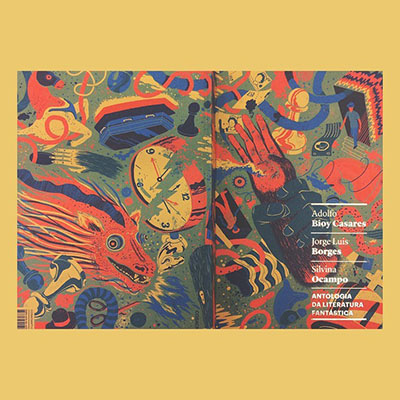 Adolfo
Bioy Casares
Jorge Luis
Borges
Silvina
Ocampo
ANTOLOGIA
DA LITERATURA
FANTÁSTICA